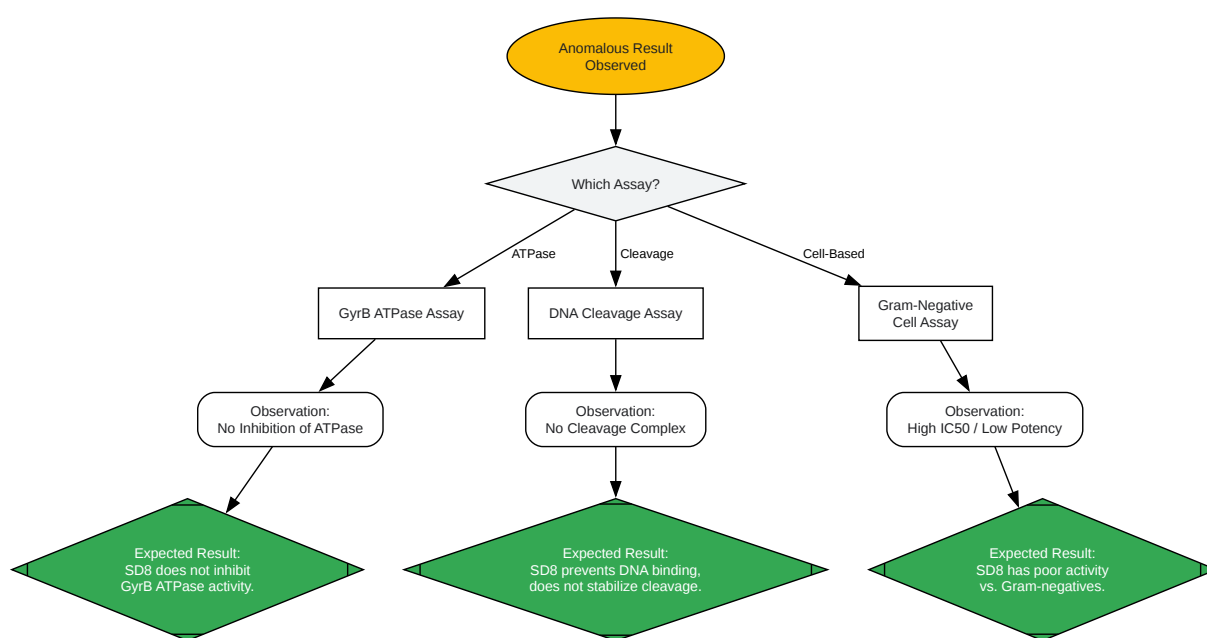 Anomalous Result
Observed
Which Assay?
ATPase
Cleavage
Cell-Based
GyrB ATPase Assay
DNA Cleavage Assay
Gram-Negative
Cell Assay
Observation:
No Inhibition of ATPase
Observation:
No Cleavage Complex
Observation:
High IC50 / Low Potency
Expected Result:
SD8 does not inhibit
GyrB ATPase activity.
Expected Result:
SD8 prevents DNA binding,
does not stabilize cleavage.
Expected Result:
SD8 has poor activity
vs. Gram-negatives.